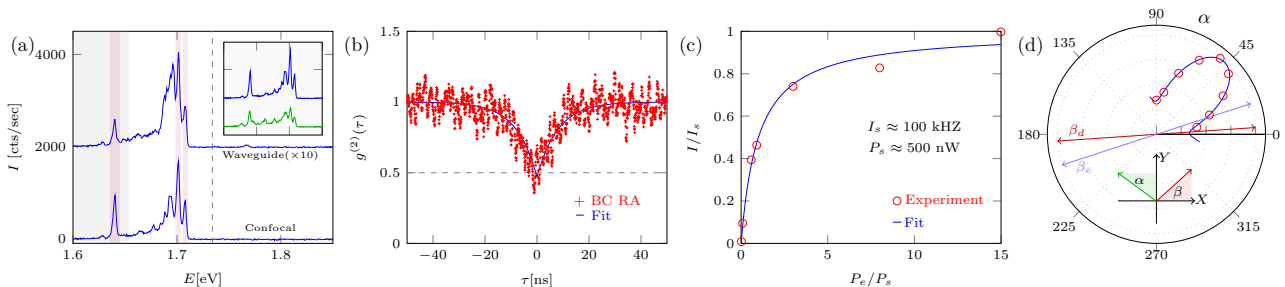 (a)
I [cts/sec]
4000
2000
0
Waveguide(×10)
Confocal
1.6
1.7
1.8
E[eV]
(b)
g(2)(τ)
1.5
1
0.5
0
BC RA
Fit
−40
−20
0
20
40
τ[ns]
(c)
I/Is
1
0.8
0.6
0.4
0.2
0
Is ≈ 100 kHZ
Ps ≈ 500 nW
Experiment
Fit
0
5
10
15
Pe/Ps
(d)
α
90
135
45
180
0
225
315
270
βd
βe
Y
X
α
β